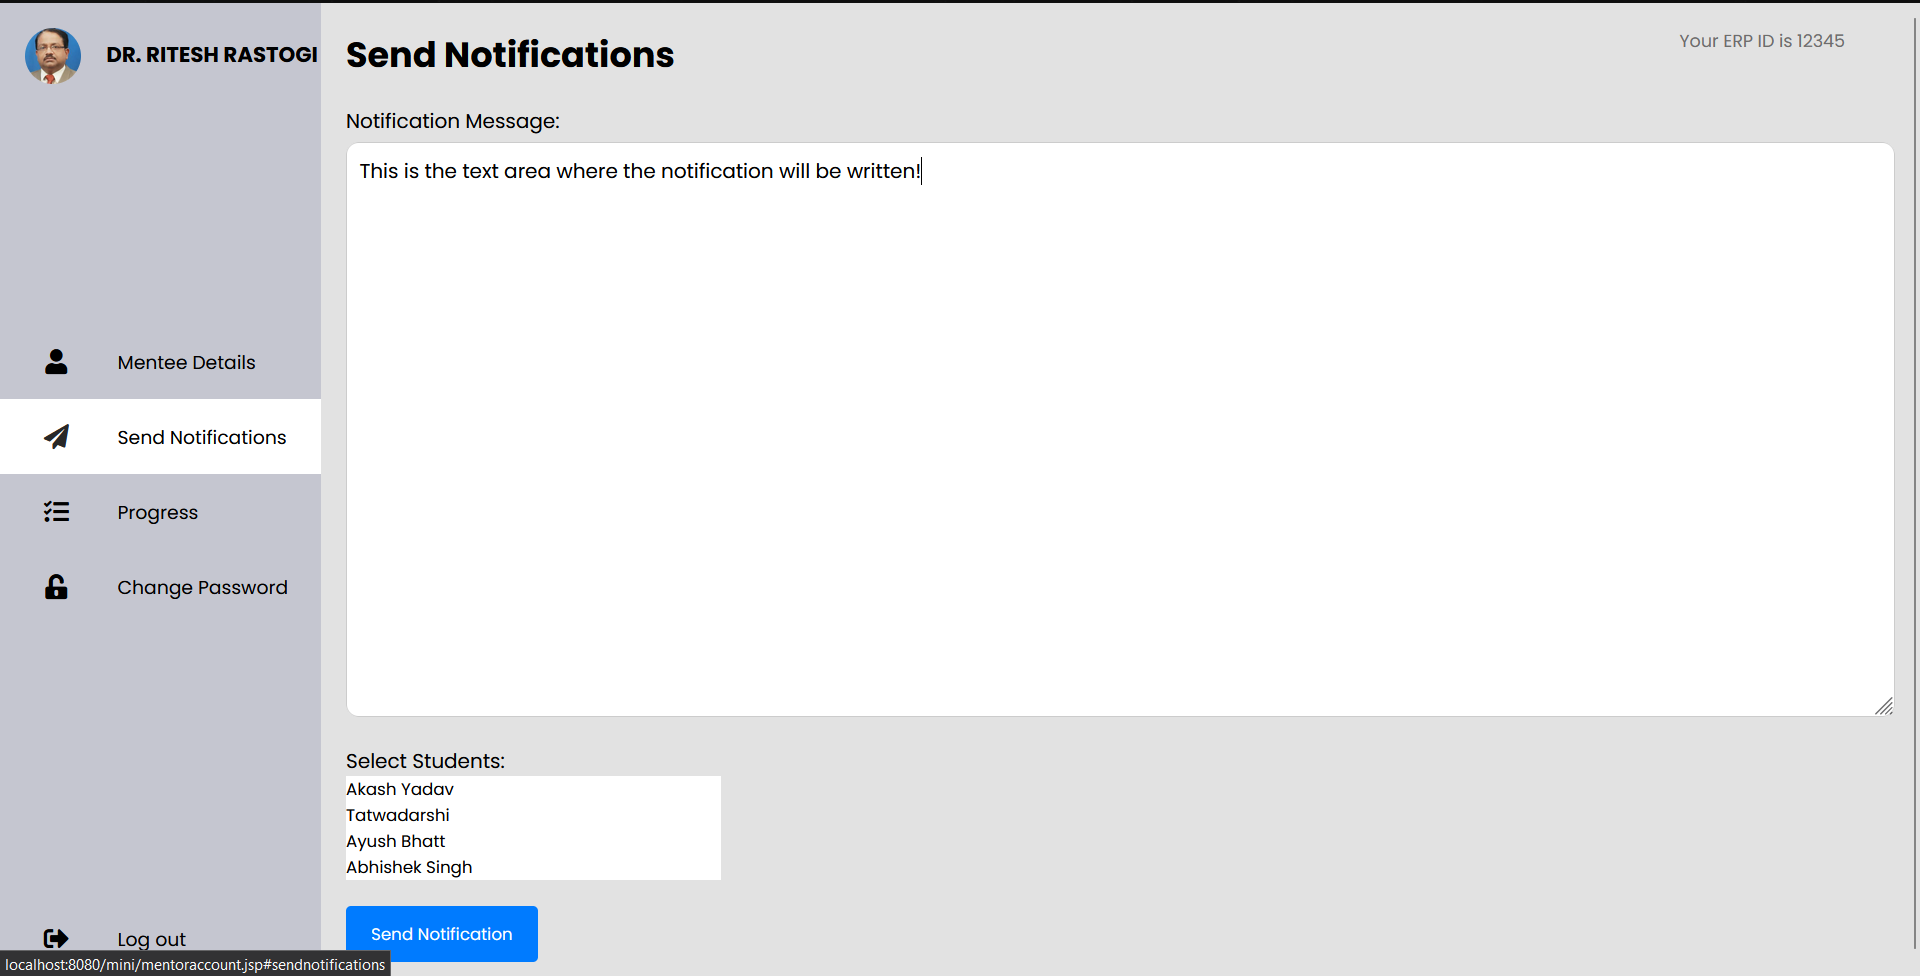 DR. RITESH RASTOGI
Mentee Details
Send Notifications
Progress
Change Password
Log out
Send Notifications
Your ERP ID is 12345
Notification Message:
This is the text area where the notification will be written!
Select Students:
Akash Yadav
Tatwadarshi
Ayush Bhatt
Abhishek Singh
Send Notification
localhost:8080/mini/mentoraccount.jsp#sendnotifications